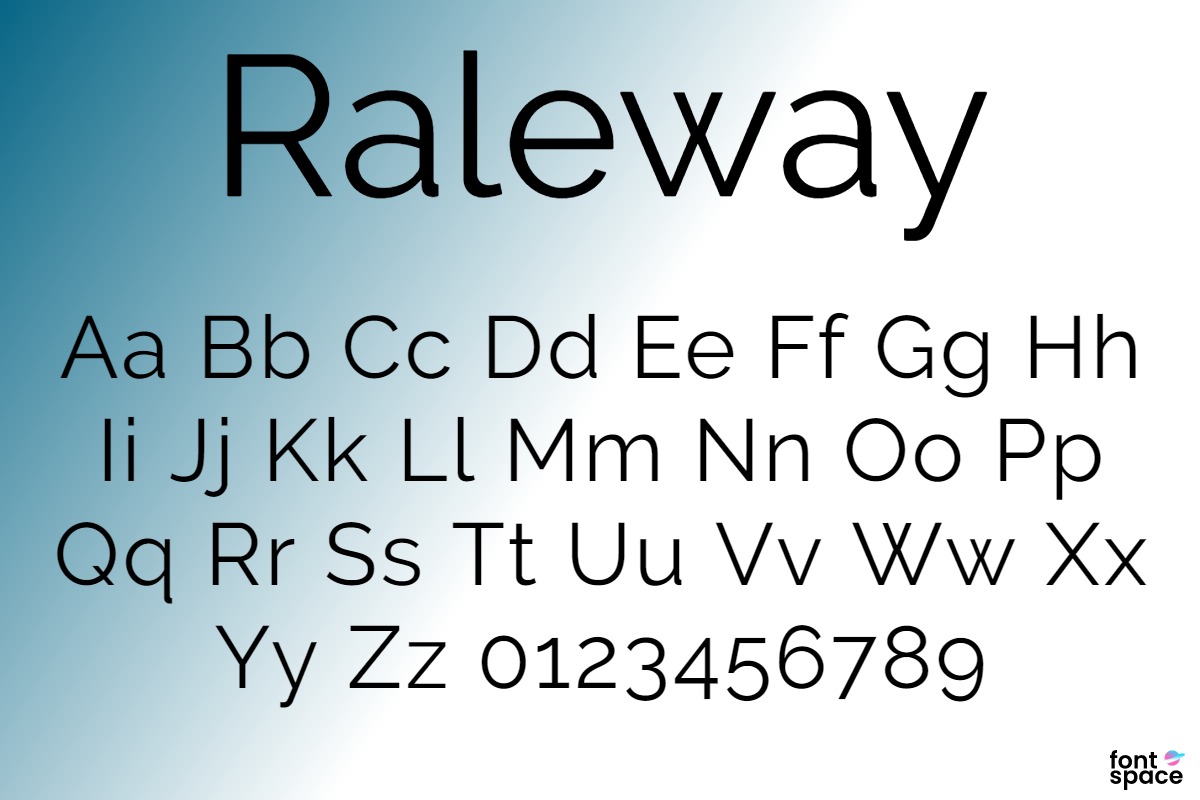 Raleway
Aa Bb Cc Dd Ee Ff Gg Hh
Ii Jj Kk Ll Mm Nn Oo Pp
Qq Rr Ss Tt Uu Vv Ww Xx
Yy Zz 0123456789
font
space